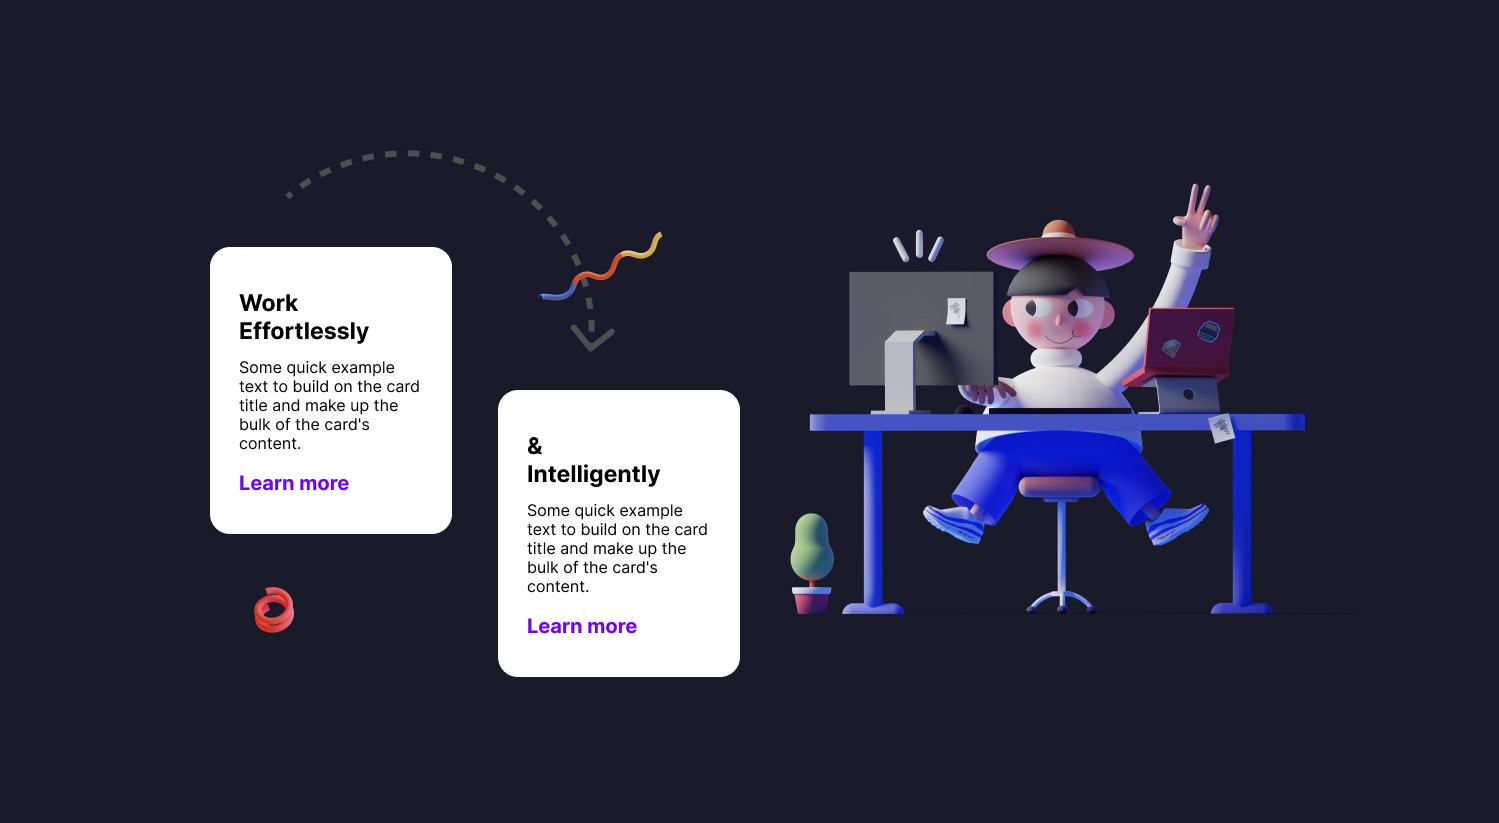 Work
Effortlessly
Some quick example
text to build on the card
title and make up the
bulk of the card's
content.
Learn more
&
Intelligently
Some quick example
text to build on the card
title and make up the
bulk of the card's
content.
Learn more